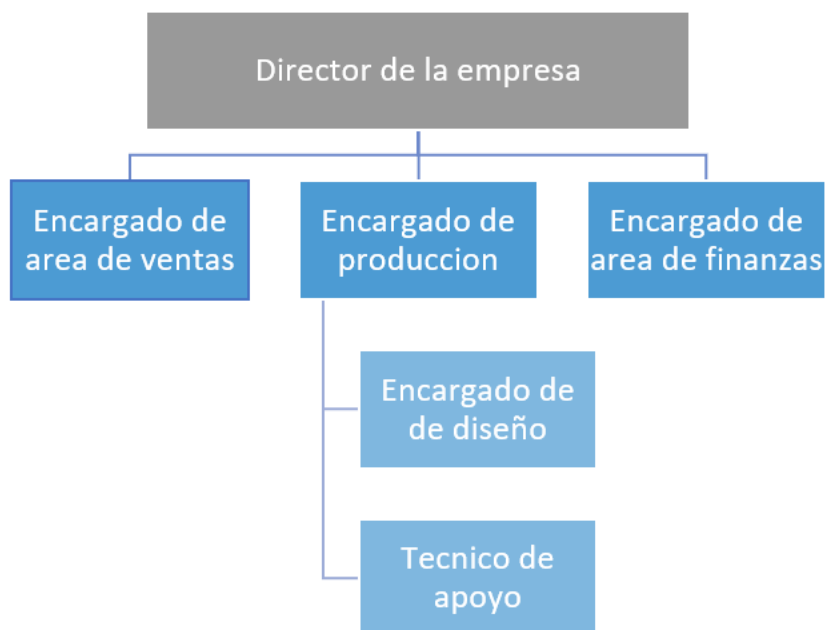 Director de la empresa
Encargado de
area de ventas
Encargado de
produccion
Encargado de
area de finanzas
Encargado de
de diseño
Tecnico de
apoyo